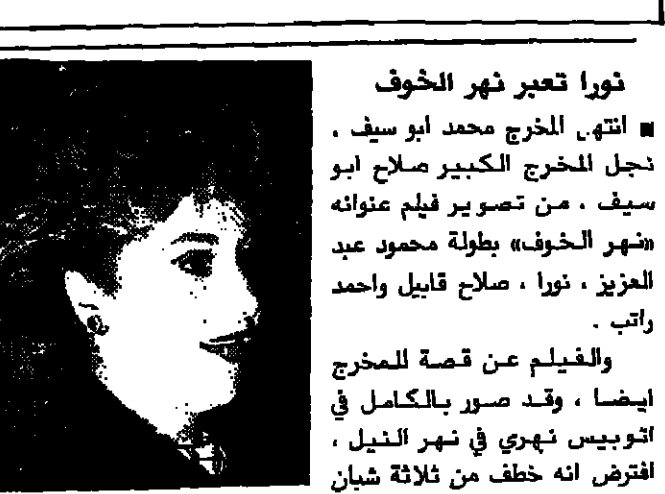 نورا تعبر نهر الخوف
■ انتهى المخرج محمد ابو سيف ،
نجل المخرج الكبير صلاح ابو
سيف ، من تصوير فيلم عنوانه
«نهر الخوف» بطولة محمود عبد
العزيز ، نورا ، صلاح قابيل واحمد
راتب .
والفيلم عن قصة للمخرج
ايضا ، وقد صور بالكامل في
اتوبيس نهري في نهر النيل ،
افترض انه خطف من ثلاثة شبان